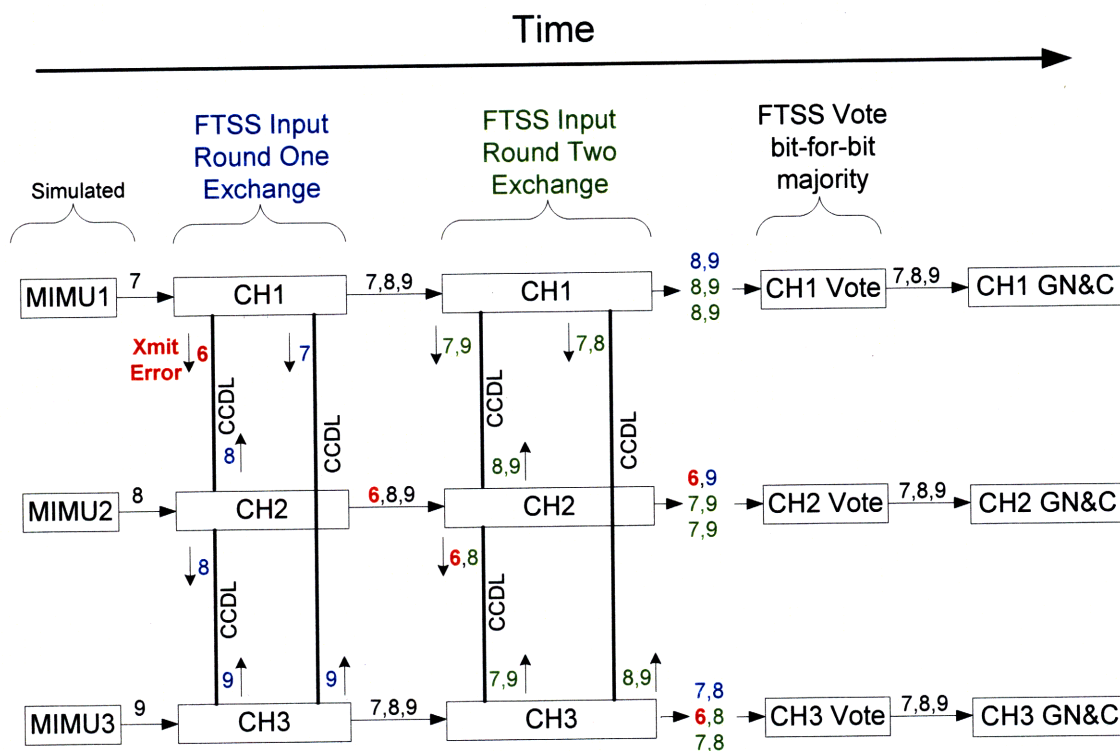 Time
FTSS Input
Round One
Exchange
FTSS Input
Round Two
Exchange
FTSS Vote
bit-for-bit
majority
Simulated
MIMU1
7
CH1
7,8,9
CH1
8,9
8,9
8,9
CH1 Vote
7,8,9
CH1 GN&C
Xmit
Error
6
7
7,9
7,8
CCDL
CCDL
CCDL
CCDL
8
8,9
MIMU2
8
CH2
6,8,9
CH2
6,9
7,9
7,9
CH2 Vote
7,8,9
CH2 GN&C
8
6,8
CCDL
CCDL
9
9
7,9
8,9
MIMU3
9
CH3
7,8,9
CH3
7,8
6,8
7,8
CH3 Vote
7,8,9
CH3 GN&C